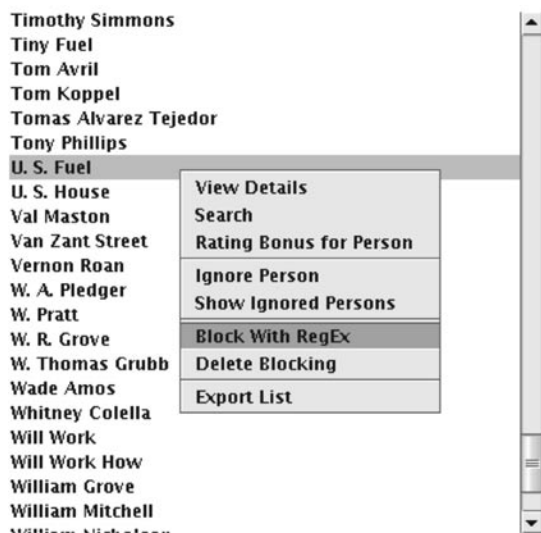 Timothy Simmons
Tiny Fuel
Tom Avril
Tom Koppel
Tomas Alvarez Tejedor
Tony Phillips
U. S. Fuel
U. S. House
Val Maston
Van Zant Street
Vernon Roan
W. A. Pledger
W. Pratt
W. R. Grove
W. Thomas Grubb
Wade Amos
Whitney Colella
Will Work
Will Work How
William Grove
William Mitchell
William Nicholson
View Details
Search
Rating Bonus for Person
Ignore Person
Show Ignored Persons
Block With RegEx
Delete Blocking
Export List